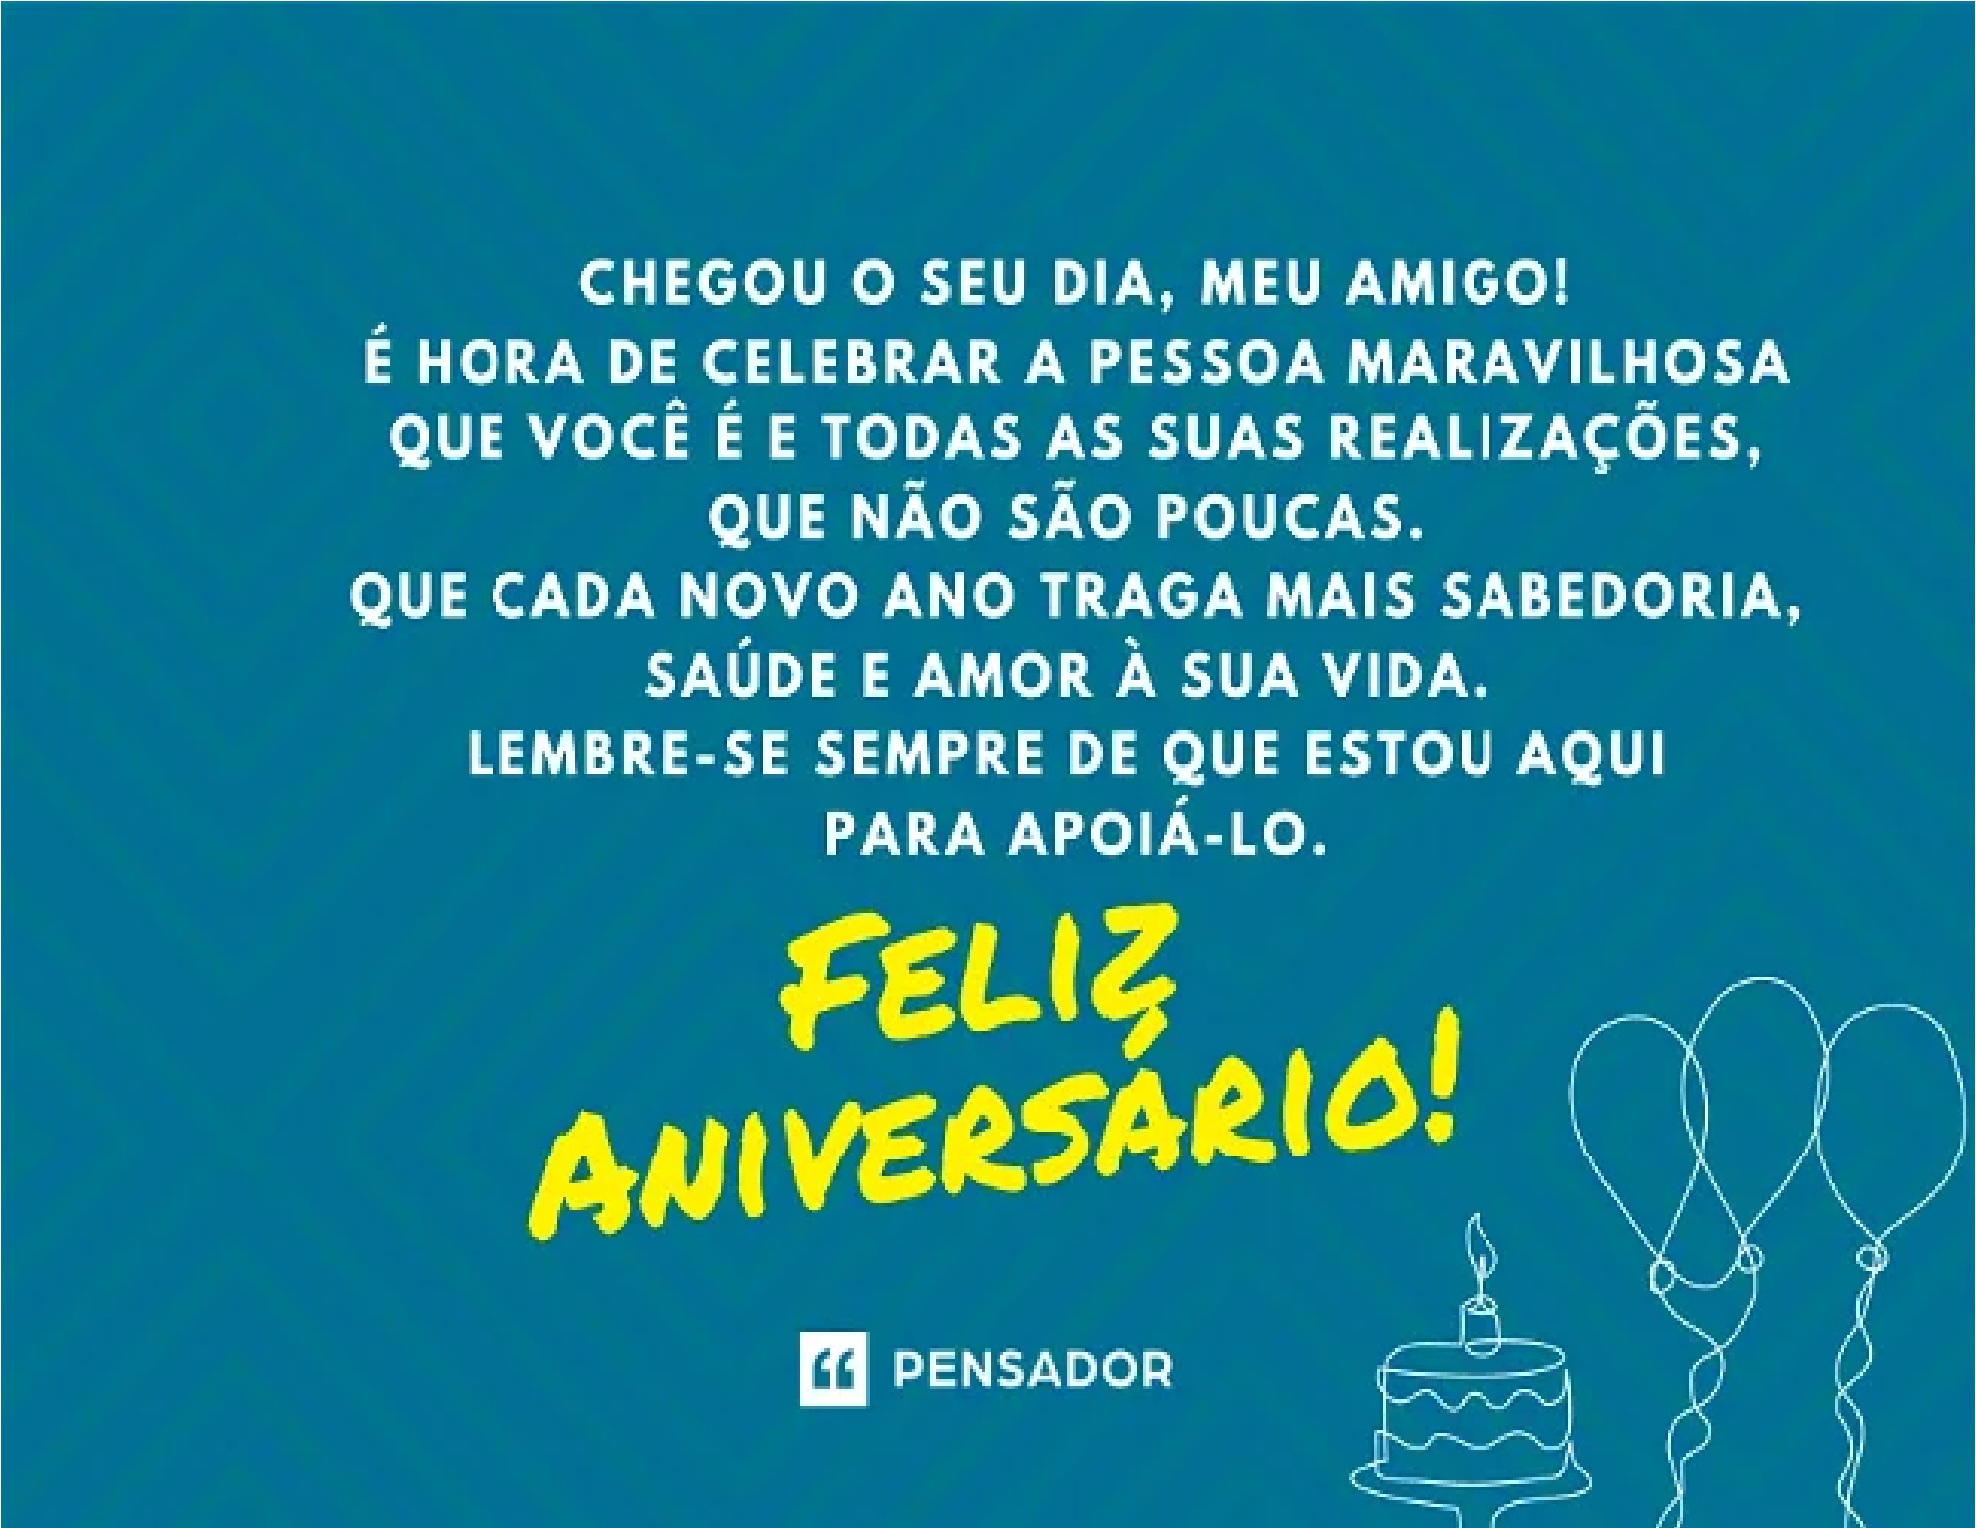 CHEGOU O SEU DIA, MEU AMIGO!
É HORA DE CELEBRAR A PESSOA MARAVILHOSA
QUE VOCÊ É E TODAS AS SUAS REALIZAÇÕES,
QUE NÃO SÃO POUCAS.
QUE CADA NOVO ANO TRAGA MAIS SABEDORIA,
SAÚDE E AMOR À SUA VIDA.
LEMBRE-SE SEMPRE DE QUE ESTOU AQUI
PARA APOIÁ-LO.
FELIZ
ANIVERSÁRIO!
PENSADOR